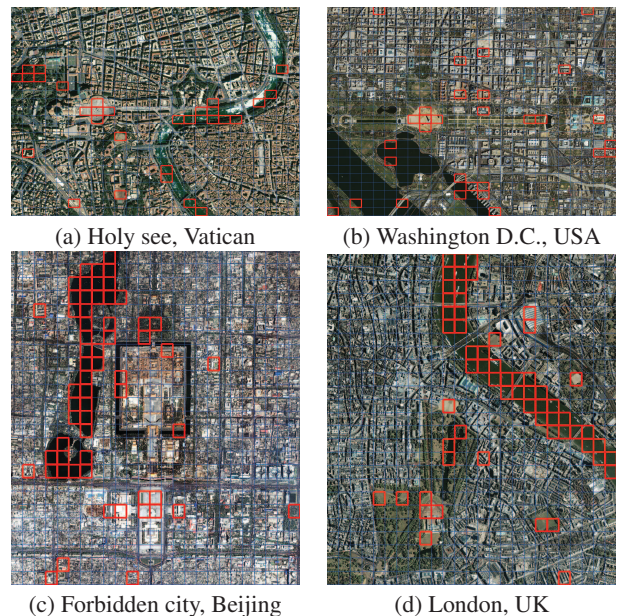 (a) Holy see, Vatican
(b) Washington D.C., USA
(c) Forbidden city, Beijing
(d) London, UK